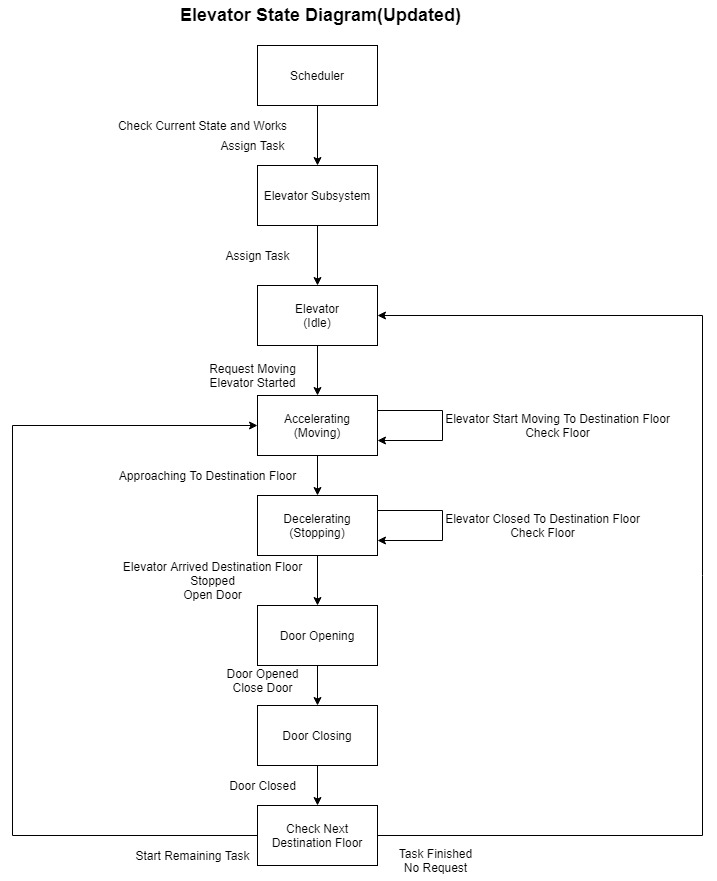 Elevator State Diagram(Updated)
Scheduler
Check Current State and Works
Assign Task
Elevator Subsystem
Assign Task
Elevator
(Idle)
Request Moving
Elevator Started
Accelerating
(Moving)
Elevator Start Moving To Destination Floor
Check Floor
Approaching To Destination Floor
Decelerating
(Stopping)
Elevator Closed To Destination Floor
Check Floor
Elevator Arrived Destination Floor
Stopped
Open Door
Door Opening
Door Opened
Close Door
Door Closing
Door Closed
Check Next
Destination Floor
Start Remaining Task
Task Finished
No Request